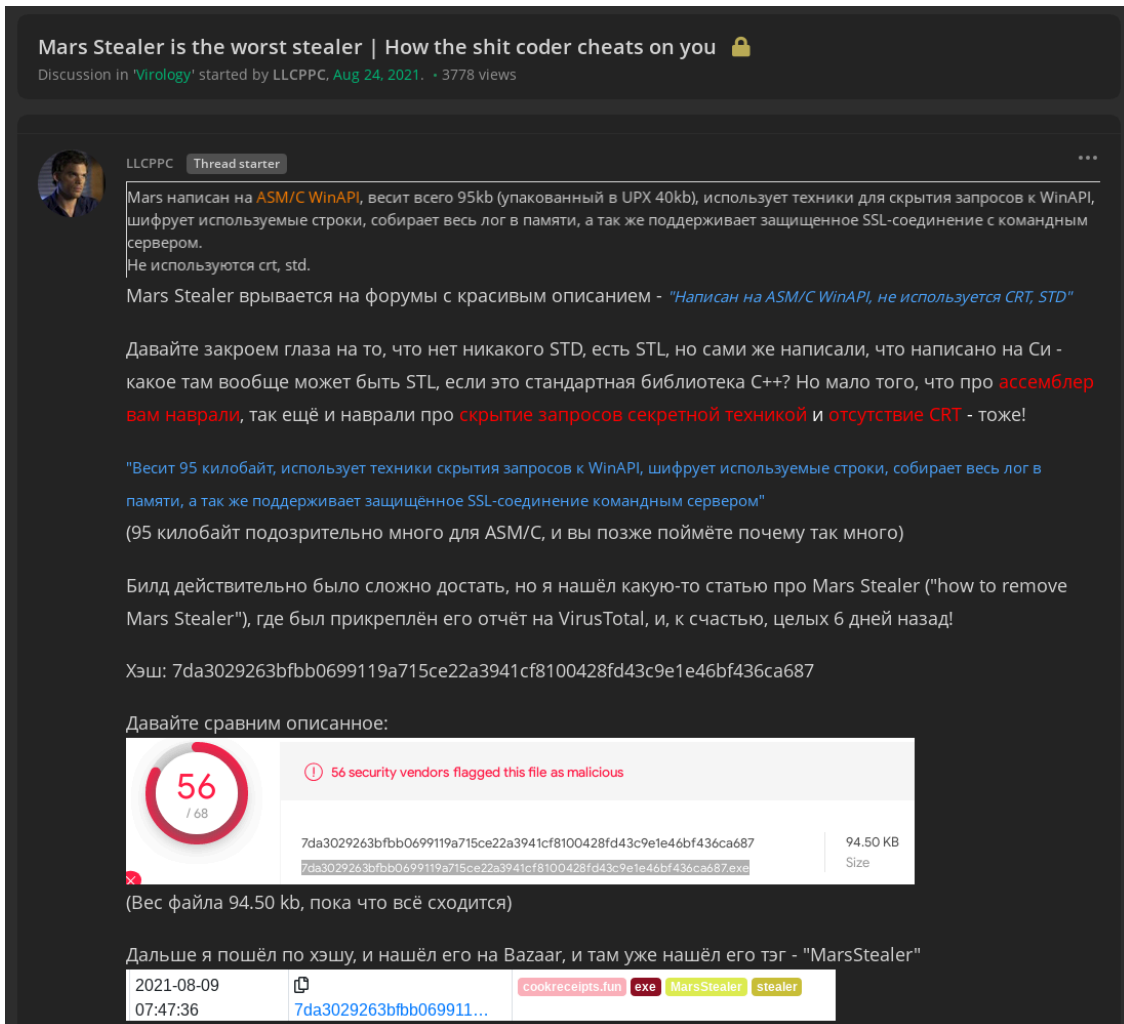 Mars Stealer is the worst stealer | How the shit coder cheats on you
Discussion in 'Virology' started by LLCPPC, Aug 24, 2021. • 3778 views
LLCPPC Thread starter
Mars написан на ASM/C WinAPI, весит всего 95kb (упакованный в UPX 40kb), использует техники для скрытия запросов к WinAPI,
шифрует используемые строки, собирает весь лог в памяти, а так же поддерживает защищенное SSL-соединение с командным
сервером.
Не используются crt, std.
Mars Stealer врывается на форумы с красивым описанием - "Написан на ASM/C WinAPI, не используется CRT, STD"
Давайте закроем глаза на то, что нет никакого STD, есть STL, но сами же написали, что написано на Си -
какое там вообще может быть STL, если это стандартная библиотека C++? Но мало того, что про ассемблер
вам наврали, так ещё и наврали про скрытие запросов секретной техникой и отсутствие CRT - тоже!
"Весит 95 килобайт, использует техники скрытия запросов к WinAPI, шифрует используемые строки, собирает весь лог в
памяти, а так же поддерживает защищённое SSL-соединение командным сервером"
(95 килобайт подозрительно много для ASM/C, и вы позже поймёте почему так много)
Билд действительно было сложно достать, но я нашёл какую-то статью про Mars Stealer ("how to remove
Mars Stealer"), где был прикреплён его отчёт на VirusTotal, и, к счастью, целых 6 дней назад!
Хэш: 7da3029263bfbb0699119a715ce22a3941cf8100428fd43c9e1e46bf436ca687
Давайте сравним описанное:
56
/ 68
56 security vendors flagged this file as malicious
7da3029263bfbb0699119a715ce22a3941cf8100428fd43c9e1e46bf436ca687
7da3029263bfbb0699119a715ce22a3941cf8100428fd43c9e1e46bf436ca687.exe
94.50 KB
Size
(Вес файла 94.50 kb, пока что всё сходится)
Дальше я пошёл по хэшу, и нашёл его на Bazaar, и там уже нашёл его тэг - "MarsStealer"
2021-08-09
07:47:36
7da3029263bfbb069911...
cookreceipts.fun exe MarsStealer stealer